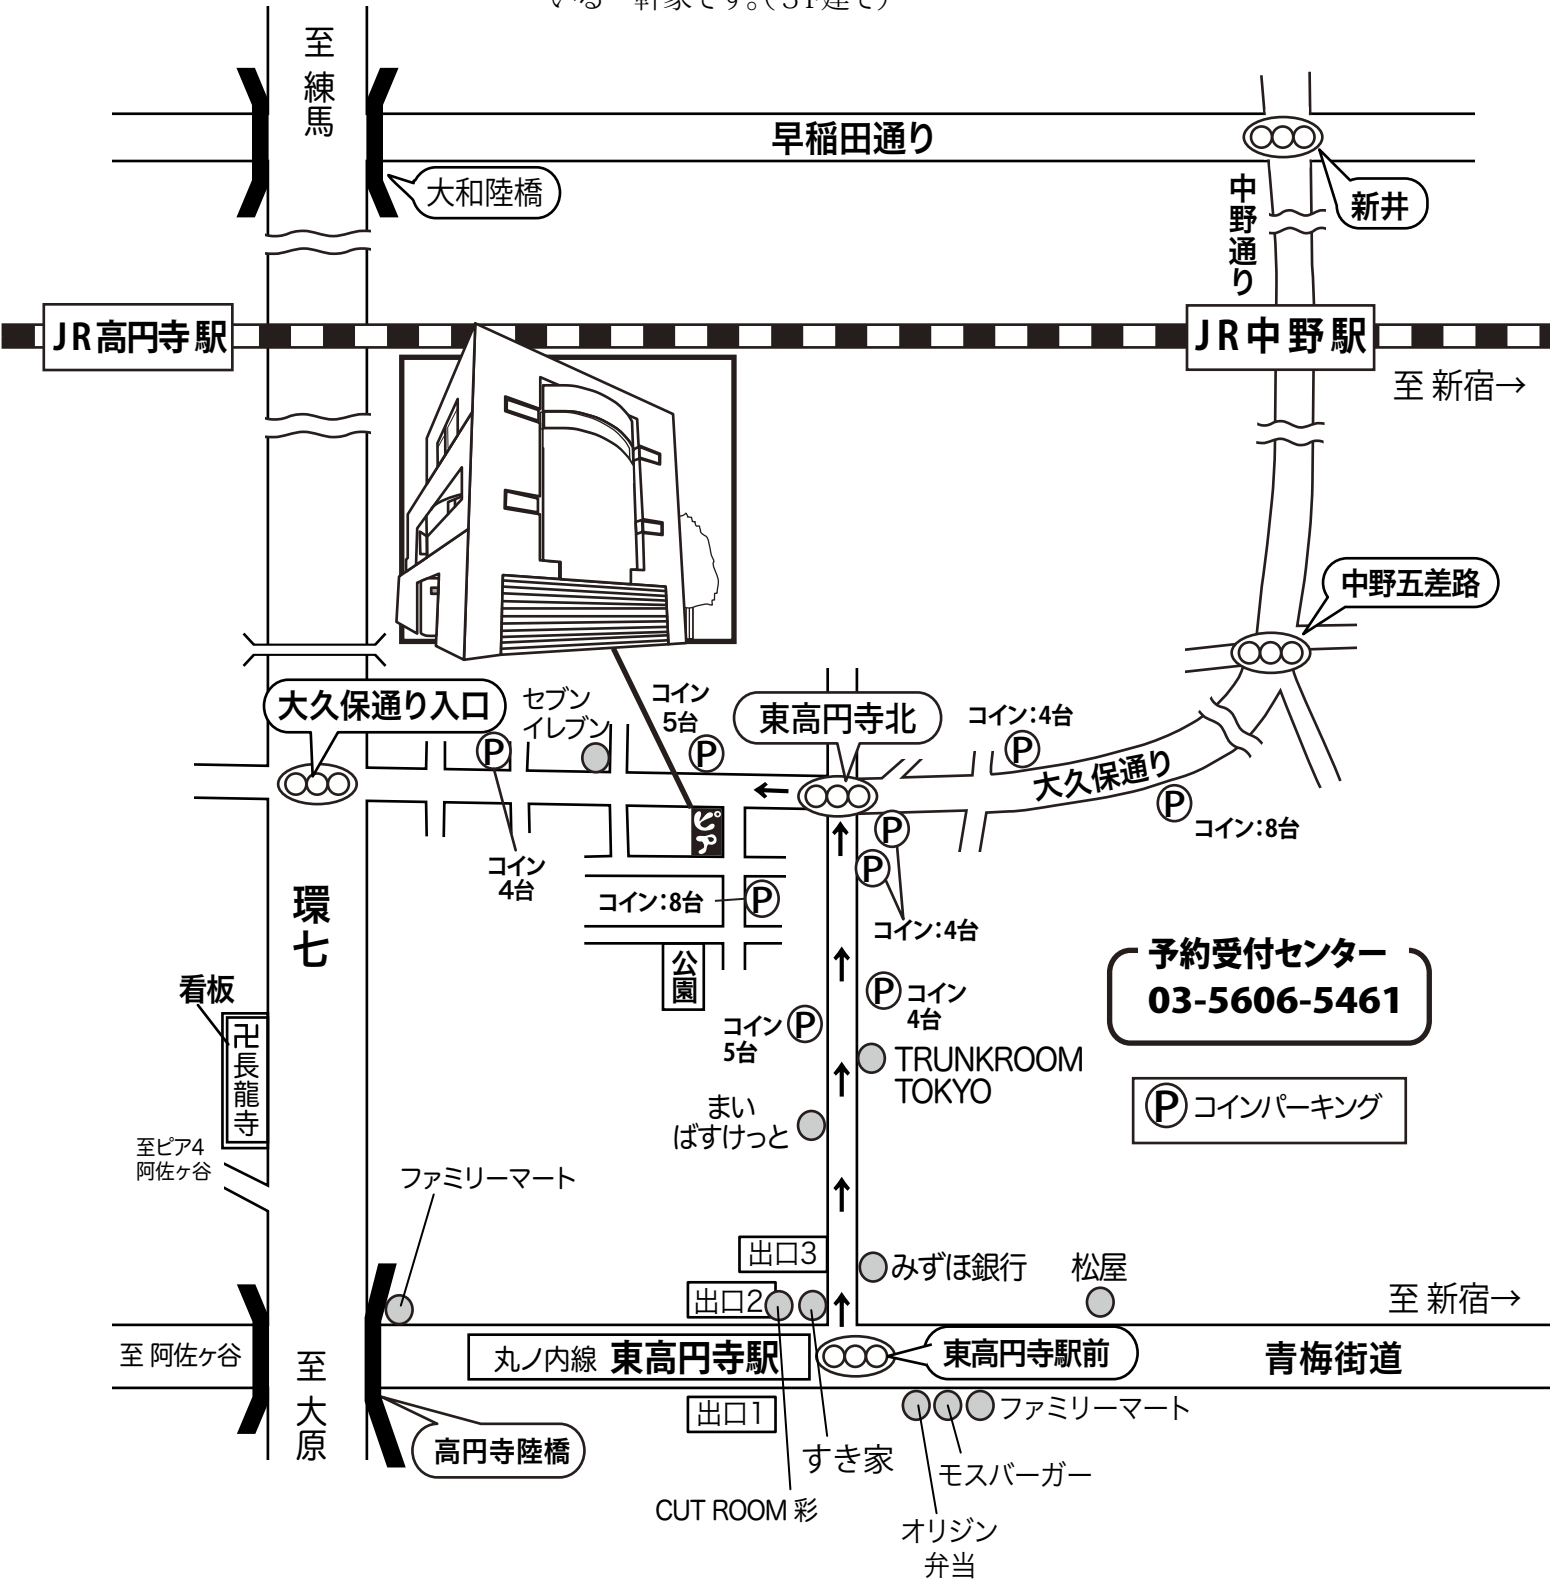 いる一軒家です。(3F建て)
至 練馬
早稲田通り
大和陸橋
新井
中野通り
JR高円寺駅
JR中野駅
至 新宿→
中野五差路
大久保通り入口
セブン
イレブン
コイン
5台
P
東高円寺北
コイン:4台
P
P
大久保通り
P
コイン:8台
ピア
コイン
4台
P
P
コイン:4台
コイン:8台
P
環七
公園
予約受付センター
03-5606-5461
看板
卍長龍寺
P
コイン
4台
コイン
5台
P
TRUNKROOM
TOKYO
P コインパーキング
まい
ばすけっと
至ピア4
阿佐ヶ谷
ファミリーマート
出口3
みずほ銀行
松屋
出口2
至 新宿→
至 阿佐ヶ谷
至 大原
丸ノ内線 東高円寺駅
東高円寺駅前
青梅街道
出口1
ファミリーマート
高円寺陸橋
すき家
モスバーガー
CUT ROOM 彩
オリジン
弁当